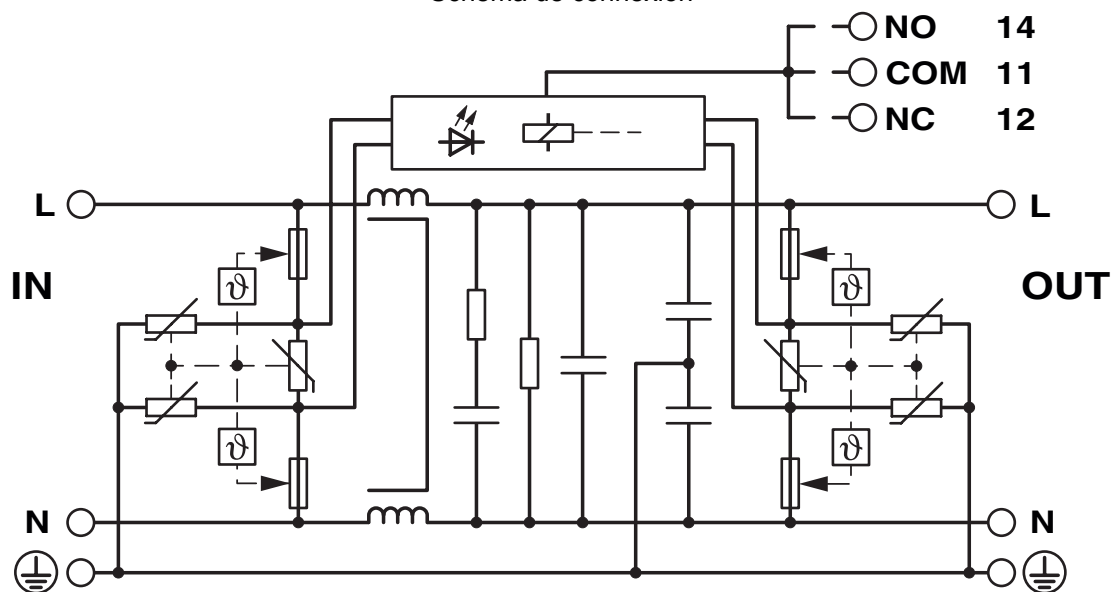 Schéma de connexion
NO 14
COM 11
NC 12
L
L
IN
OUT
ϑ
ϑ
ϑ
ϑ
N
N